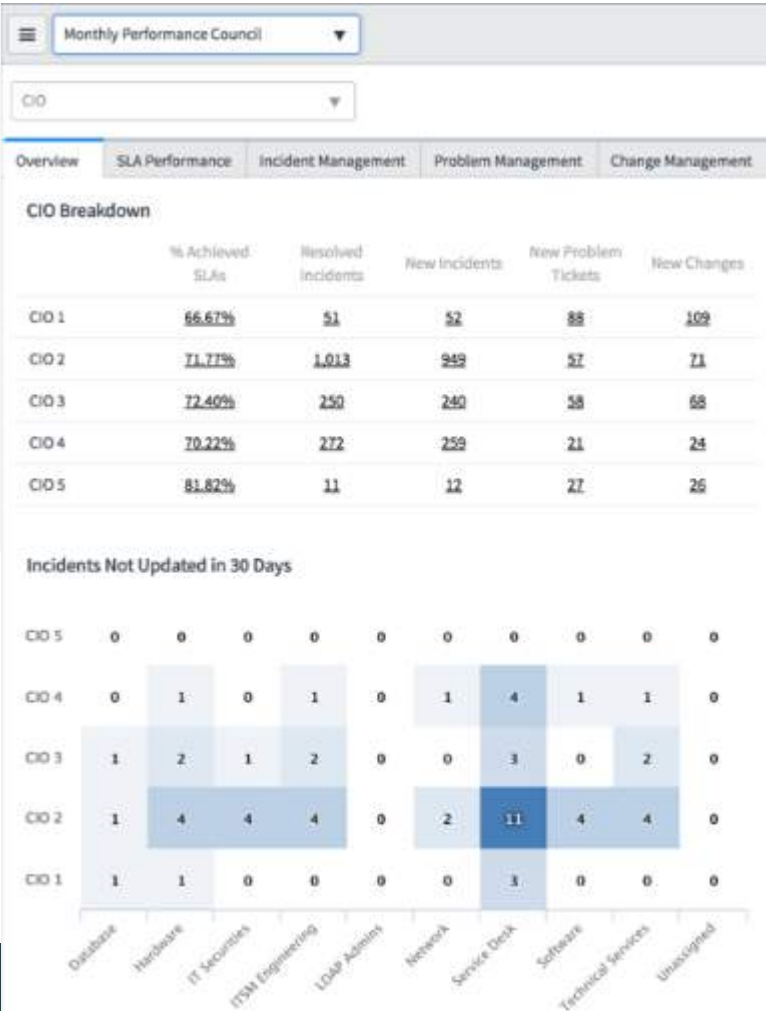 Monthly Performance Council
CIO
Overview SLA Performance Incident Management Problem Management Change Management
CIO Breakdown
% Achieved SLAs Resolved Incidents New Incidents New Problem Tickets New Changes
CIO 1 66.67% 51 52 88 109
CIO 2 71.77% 1,013 949 57 71
CIO 3 72.40% 250 240 58 68
CIO 4 70.22% 272 259 21 24
CIO 5 81.82% 11 12 27 26
Incidents Not Updated in 30 Days
CIO 5 0 0 0 0 0 0 0 0 0 0
CIO 4 0 1 0 1 0 1 4 1 1 0
CIO 3 1 2 1 2 0 0 3 0 2 0
CIO 2 1 4 4 4 0 2 11 4 4 0
CIO 1 1 1 0 0 0 0 3 0 0 0
Database Hardware IT Securities ITSM Engineering LDAP Admins Network Service Desk Software Technical Services Unassigned